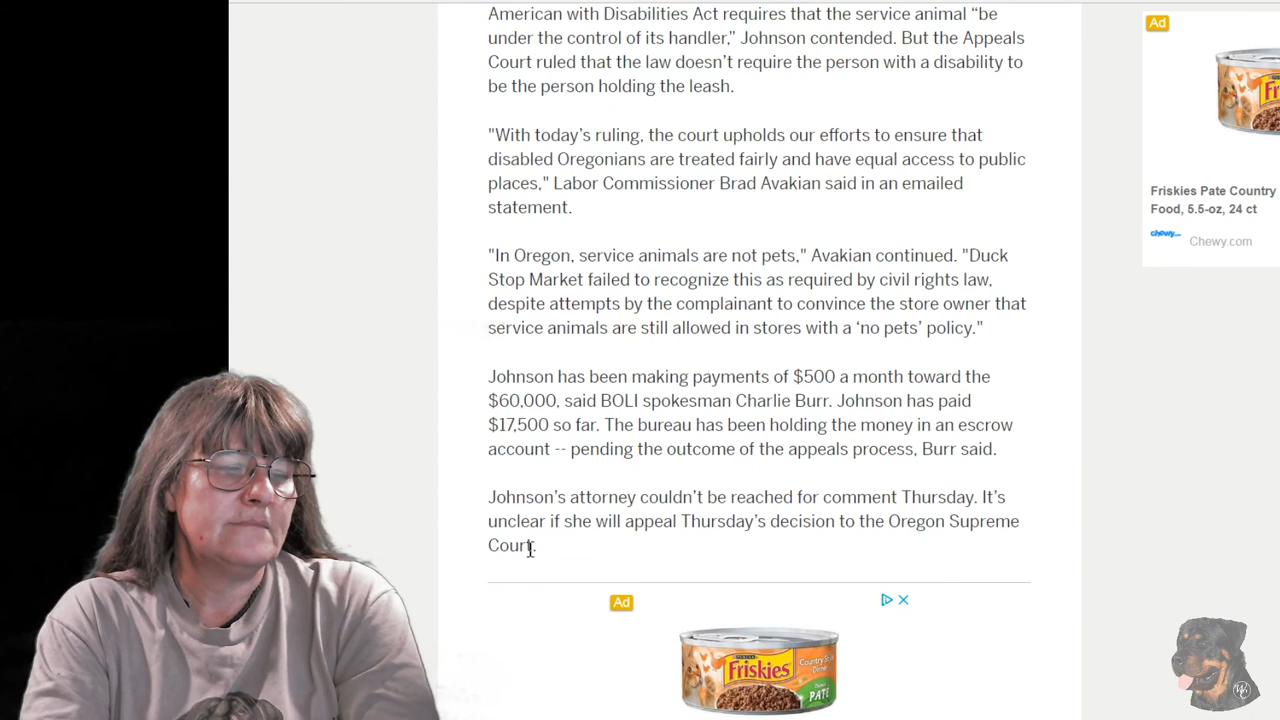 American with Disabilities Act requires that the service animal “be
under the control of its handler,” Johnson contended. But the Appeals
Court ruled that the law doesn’t require the person with a disability to
be the person holding the leash.
"With today’s ruling, the court upholds our efforts to ensure that
disabled Oregonians are treated fairly and have equal access to public
places," Labor Commissioner Brad Avakian said in an emailed
statement.
"In Oregon, service animals are not pets," Avakian continued. "Duck
Stop Market failed to recognize this as required by civil rights law,
despite attempts by the complainant to convince the store owner that
service animals are still allowed in stores with a ‘no pets’ policy."
Johnson has been making payments of $500 a month toward the
$60,000, said BOLI spokesman Charlie Burr. Johnson has paid
$17,500 so far. The bureau has been holding the money in an escrow
account -- pending the outcome of the appeals process, Burr said.
Johnson’s attorney couldn’t be reached for comment Thursday. It’s
unclear if she will appeal Thursday’s decision to the Oregon Supreme
Court.
Ad
Fr
Friskies Pate Country
Food, 5.5-oz, 24 ct
chewy
Chewy.com
Ad
PURINA
Friskies
Country Style
Dinner
PATÉ